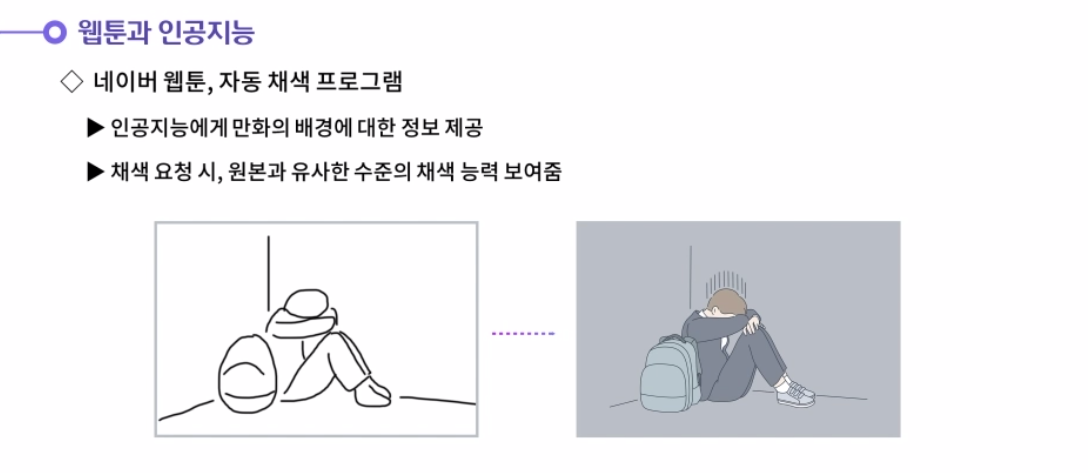 웹툰과 인공지능
◇ 네이버 웹툰, 자동 채색 프로그램
▶ 인공지능에게 만화의 배경에 대한 정보 제공
▶ 채색 요청 시, 원본과 유사한 수준의 채색 능력 보여줌